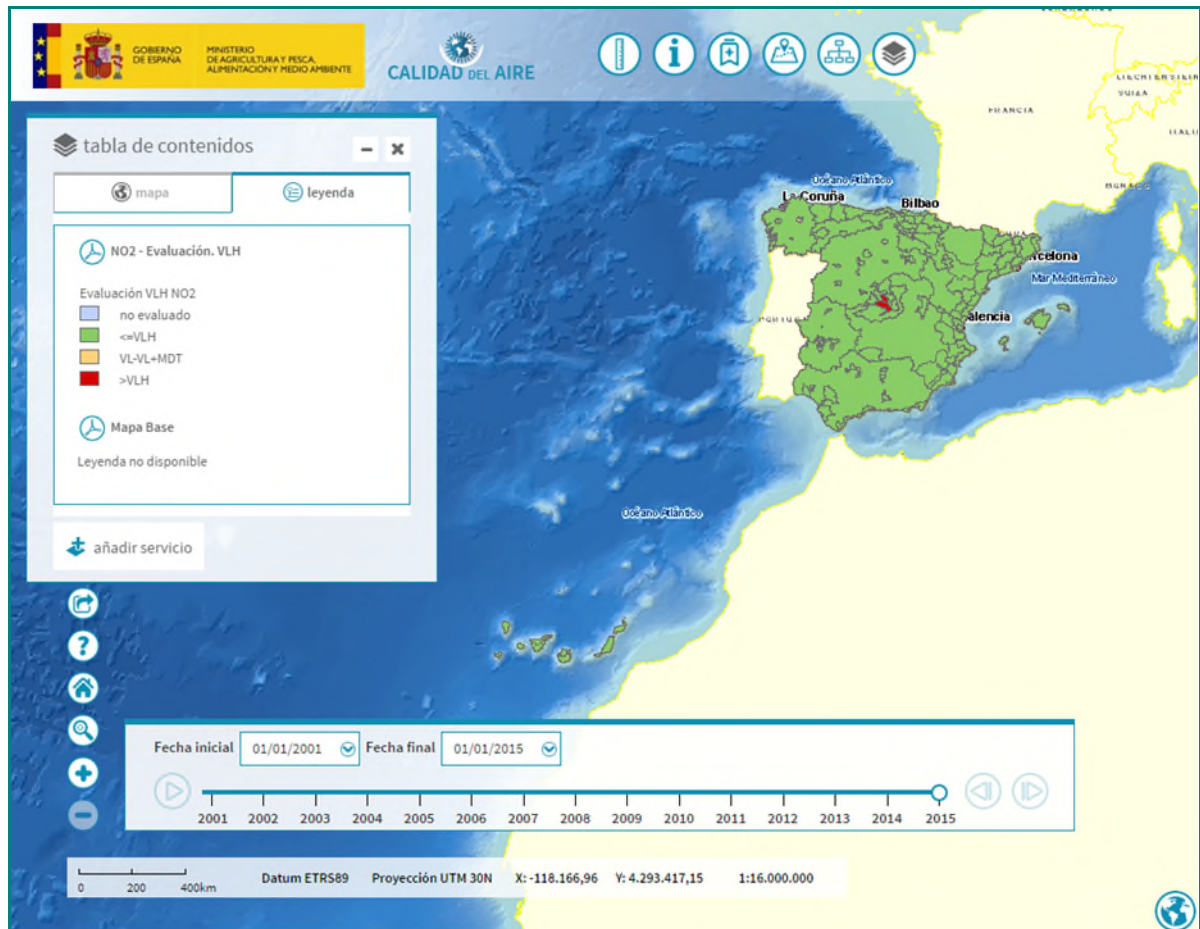 GOBIERNO
DE ESPAÑA
MINISTERIO
DE AGRICULTURA Y PESCA,
ALIMENTACIÓN Y MEDIO AMBIENTE
CALIDAD DEL AIRE
LIECHTENSTEIN
SUIZA
FRANCIA
tabla de contenidos
mapa
leyenda
NO2 - Evaluación. VLH
Evaluación VLH NO2
no evaluado
<=VLH
VL-VL+MDT
>VLH
Mapa Base
Leyenda no disponible
añadir servicio
Océano Atlántico
La Coruña
Bilbao
rcelona
Mar Mediterráneo
alencia
Océano Atlántico
Fecha inicial 01/01/2001 Fecha final 01/01/2015
2001 2002 2003 2004 2005 2006 2007 2008 2009 2010 2011 2012 2013 2014 2015
0 200 400km Datum ETRS89 Proyección UTM 30N X: -118.166,96 Y: 4.293.417,15 1:16.000.000